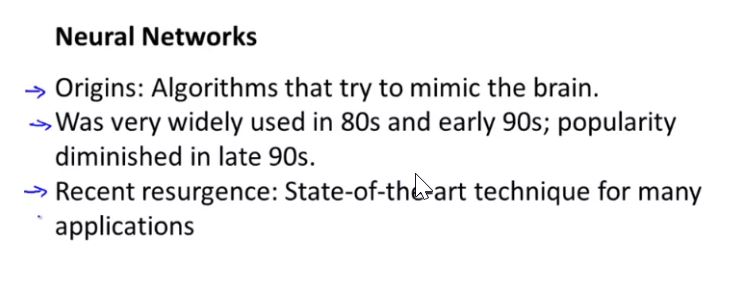 Neural Networks
Origins: Algorithms that try to mimic the brain.
Was very widely used in 80s and early 90s; popularity
diminished in late 90s.
Recent resurgence: State-of-the-art technique for many
applications